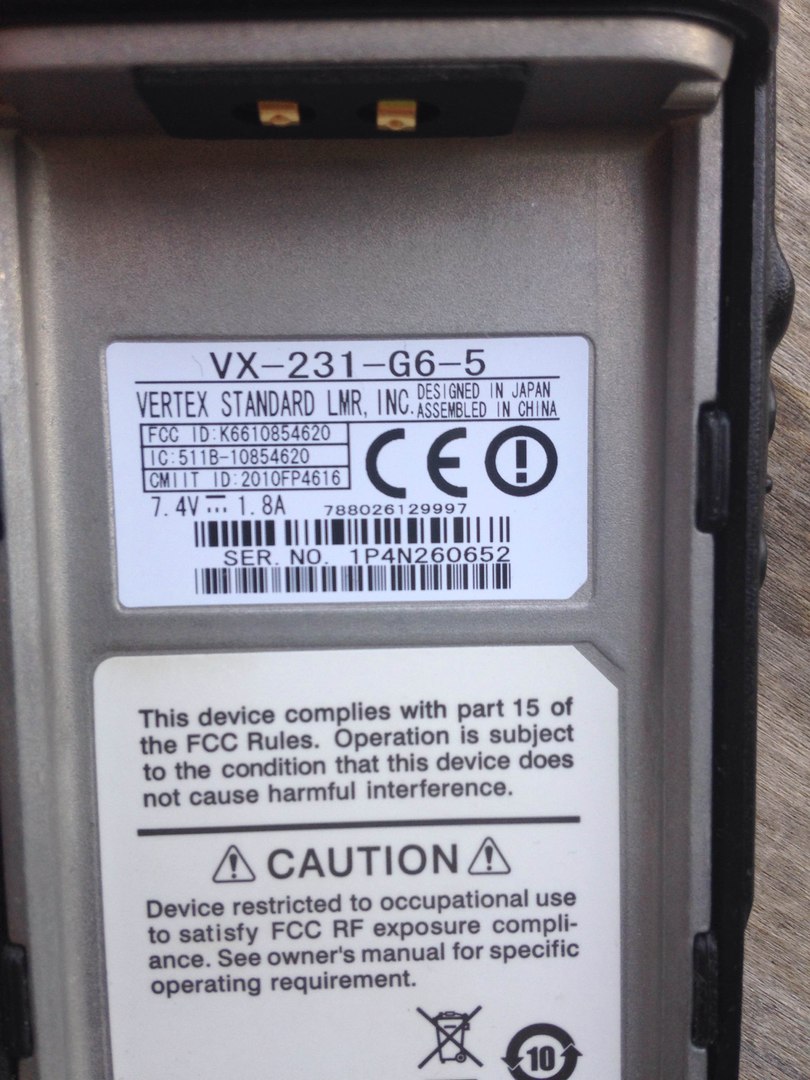 VX-231-G6-5
VERTEX STANDARD LMR, INC. DESIGNED IN JAPAN
ASSEMBLED IN CHINA
FCC ID:K6610854620
IC:511B-10854620
CMIIT ID:2010FP4616
CE
7.4V⎓1.8A 788026129997
SER. NO. 1P4N260652
This device complies with part 15 of
the FCC Rules. Operation is subject
to the condition that this device does
not cause harmful interference.
CAUTION
Device restricted to occupational use
to satisfy FCC RF exposure compli-
ance. See owner's manual for specific
operating requirement.
10